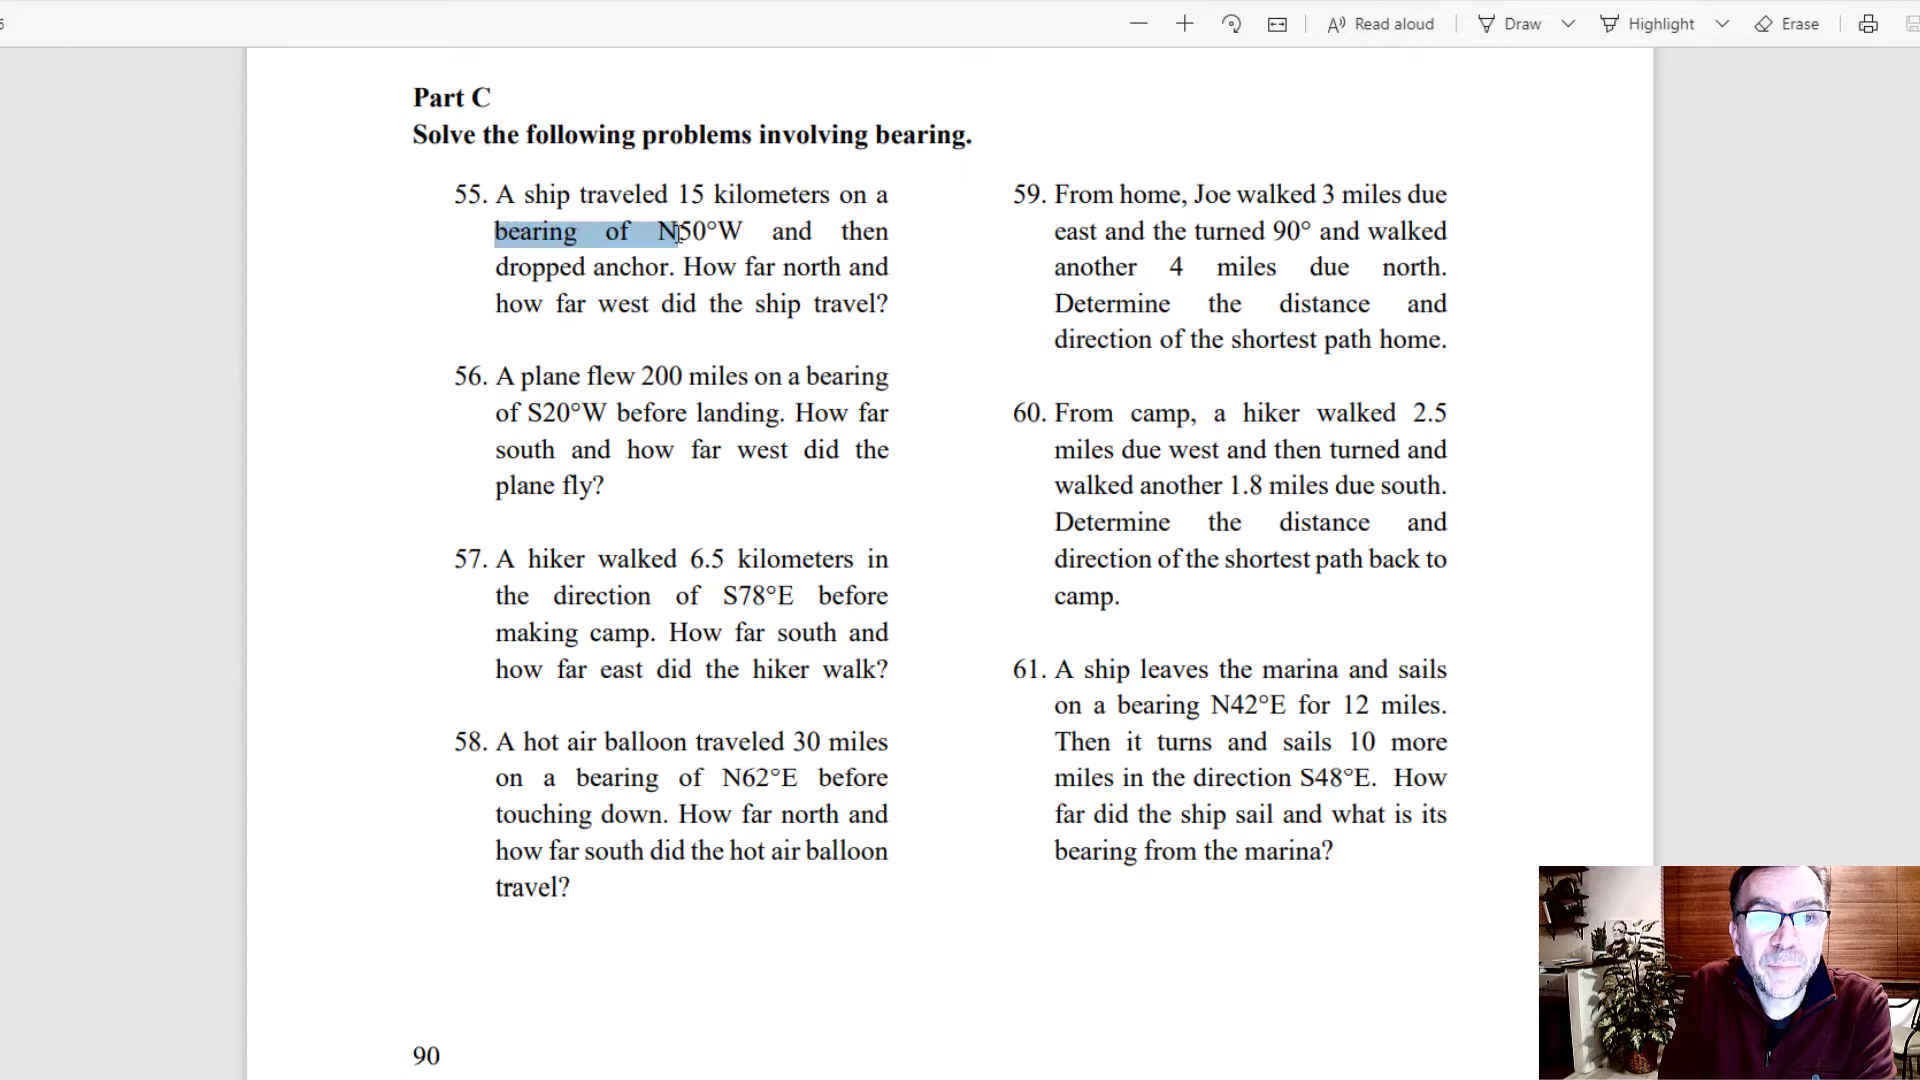 Read aloud
Draw
Highlight
Erase
Part C
Solve the following problems involving bearing.
55. A ship traveled 15 kilometers on a
bearing of N50°W and then
dropped anchor. How far north and
how far west did the ship travel?
56. A plane flew 200 miles on a bearing
of S20°W before landing. How far
south and how far west did the
plane fly?
57. A hiker walked 6.5 kilometers in
the direction of S78°E before
making camp. How far south and
how far east did the hiker walk?
58. A hot air balloon traveled 30 miles
on a bearing of N62°E before
touching down. How far north and
how far south did the hot air balloon
travel?
59. From home, Joe walked 3 miles due
east and the turned 90° and walked
another 4 miles due north.
Determine the distance and
direction of the shortest path home.
60. From camp, a hiker walked 2.5
miles due west and then turned and
walked another 1.8 miles due south.
Determine the distance and
direction of the shortest path back to
camp.
61. A ship leaves the marina and sails
on a bearing N42°E for 12 miles.
Then it turns and sails 10 more
miles in the direction S48°E. How
far did the ship sail and what is its
bearing from the marina?
90